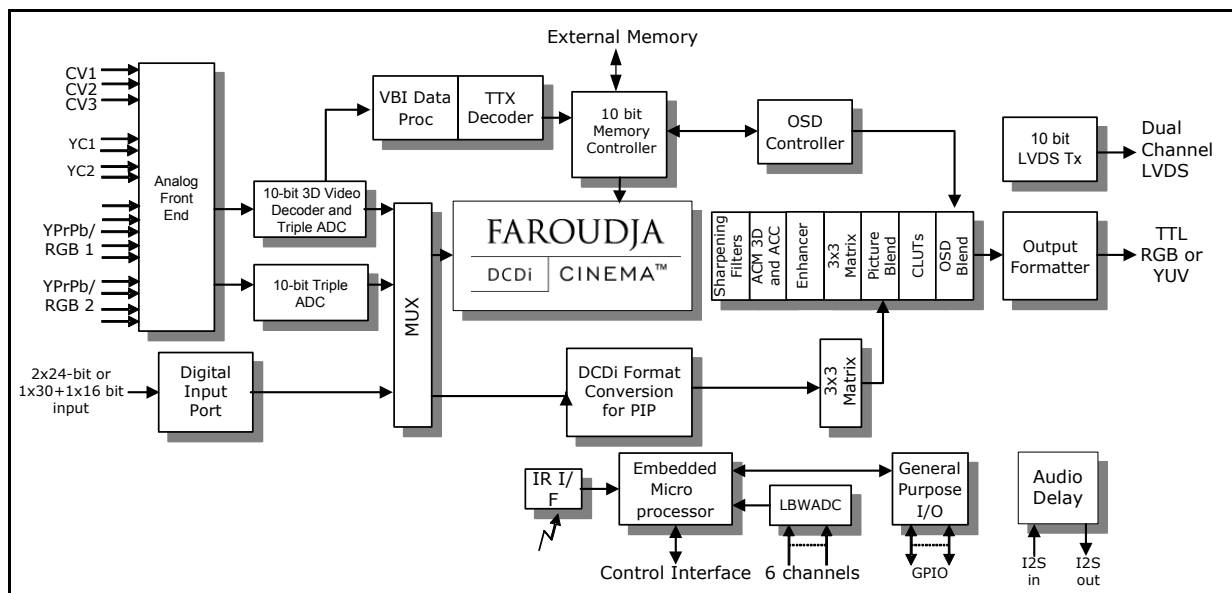 External Memory
CV1
CV2
CV3
YC1
YC2
YPrPb/
RGB 1
YPrPb/
RGB 2
Analog
Front
End
VBI Data
Proc
TTX
Decoder
10 bit
Memory
Controller
OSD
Controller
10 bit
LVDS Tx
Dual
Channel
LVDS
10-bit 3D Video
Decoder and
Triple ADC
10-bit Triple
ADC
MUX
FAROUDJA
DCDi CINEMA™
Sharpening
Filters
ACM 3D
and ACC
Enhancer
3x3
Matrix
Picture
Blend
CLUTs
OSD
Blend
Output
Formatter
TTL
RGB or
YUV
2x24-bit or
1x30+1x16 bit
input
Digital
Input
Port
DCDi Format
Conversion
for PIP
3x3
Matrix
IR I/
F
Embedded
Micro
processor
LBWADC
General
Purpose
I/O
Audio
Delay
Control Interface
6 channels
GPIO
I2S
in
I2S
out